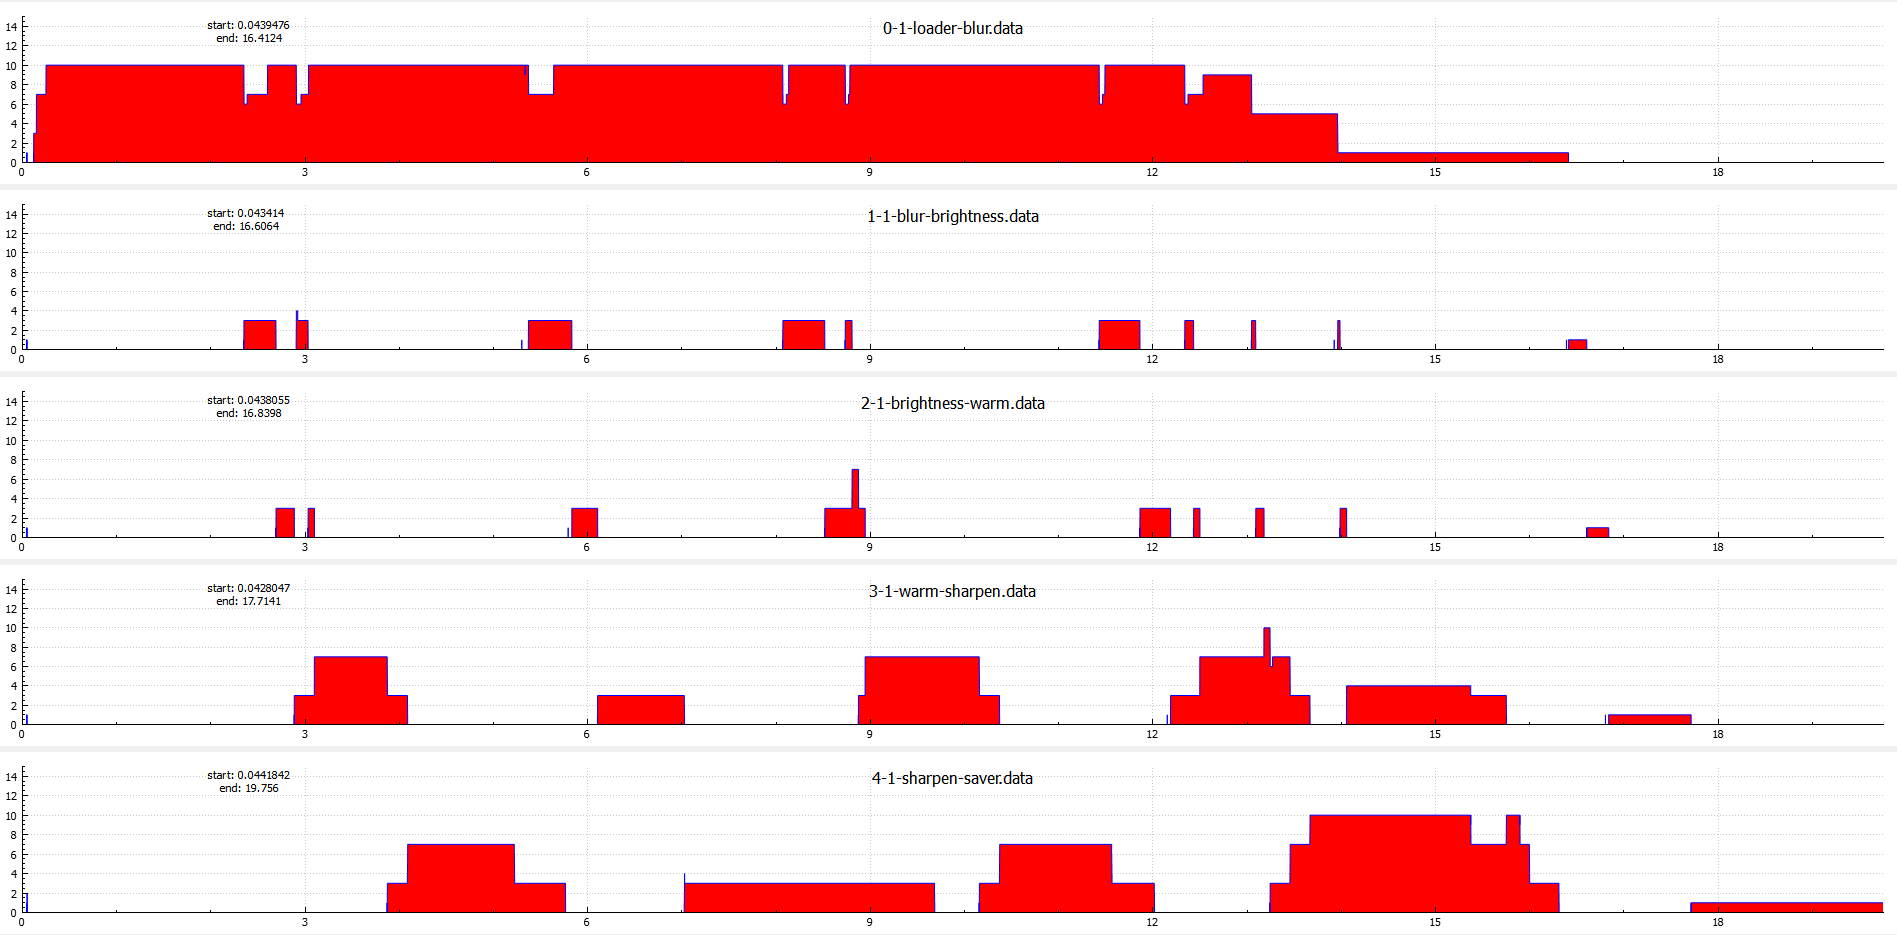 start: 0.0439476
end: 16.4124
0-1-loader-blur.data
14
12
10
8
6
4
2
0
0 3 6 9 12 15 18
start: 0.043414
end: 16.6064
1-1-blur-brightness.data
14
12
10
8
6
4
2
0
0 3 6 9 12 15 18
start: 0.0438055
end: 16.8398
2-1-brightness-warm.data
14
12
10
8
6
4
2
0
0 3 6 9 12 15 18
start: 0.0428047
end: 17.7141
3-1-warm-sharpen.data
14
12
10
8
6
4
2
0
0 3 6 9 12 15 18
start: 0.0441842
end: 19.756
4-1-sharpen-saver.data
14
12
10
8
6
4
2
0
0 3 6 9 12 15 18